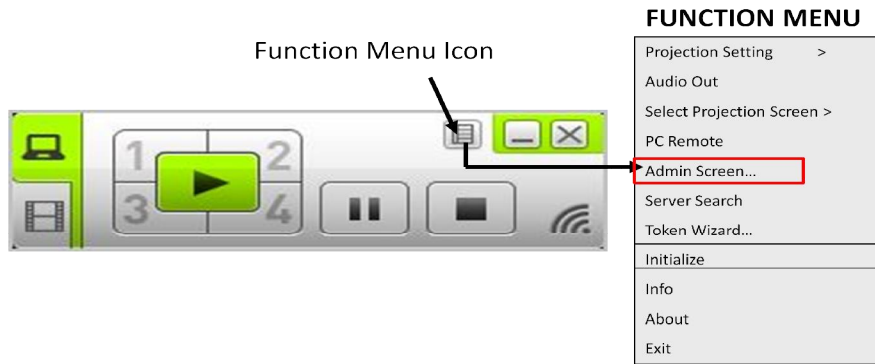 FUNCTION MENU
Function Menu Icon
Projection Setting >
Audio Out
Select Projection Screen >
PC Remote
Admin Screen...
Server Search
Token Wizard...
Initialize
Info
About
Exit
1 2
3 4